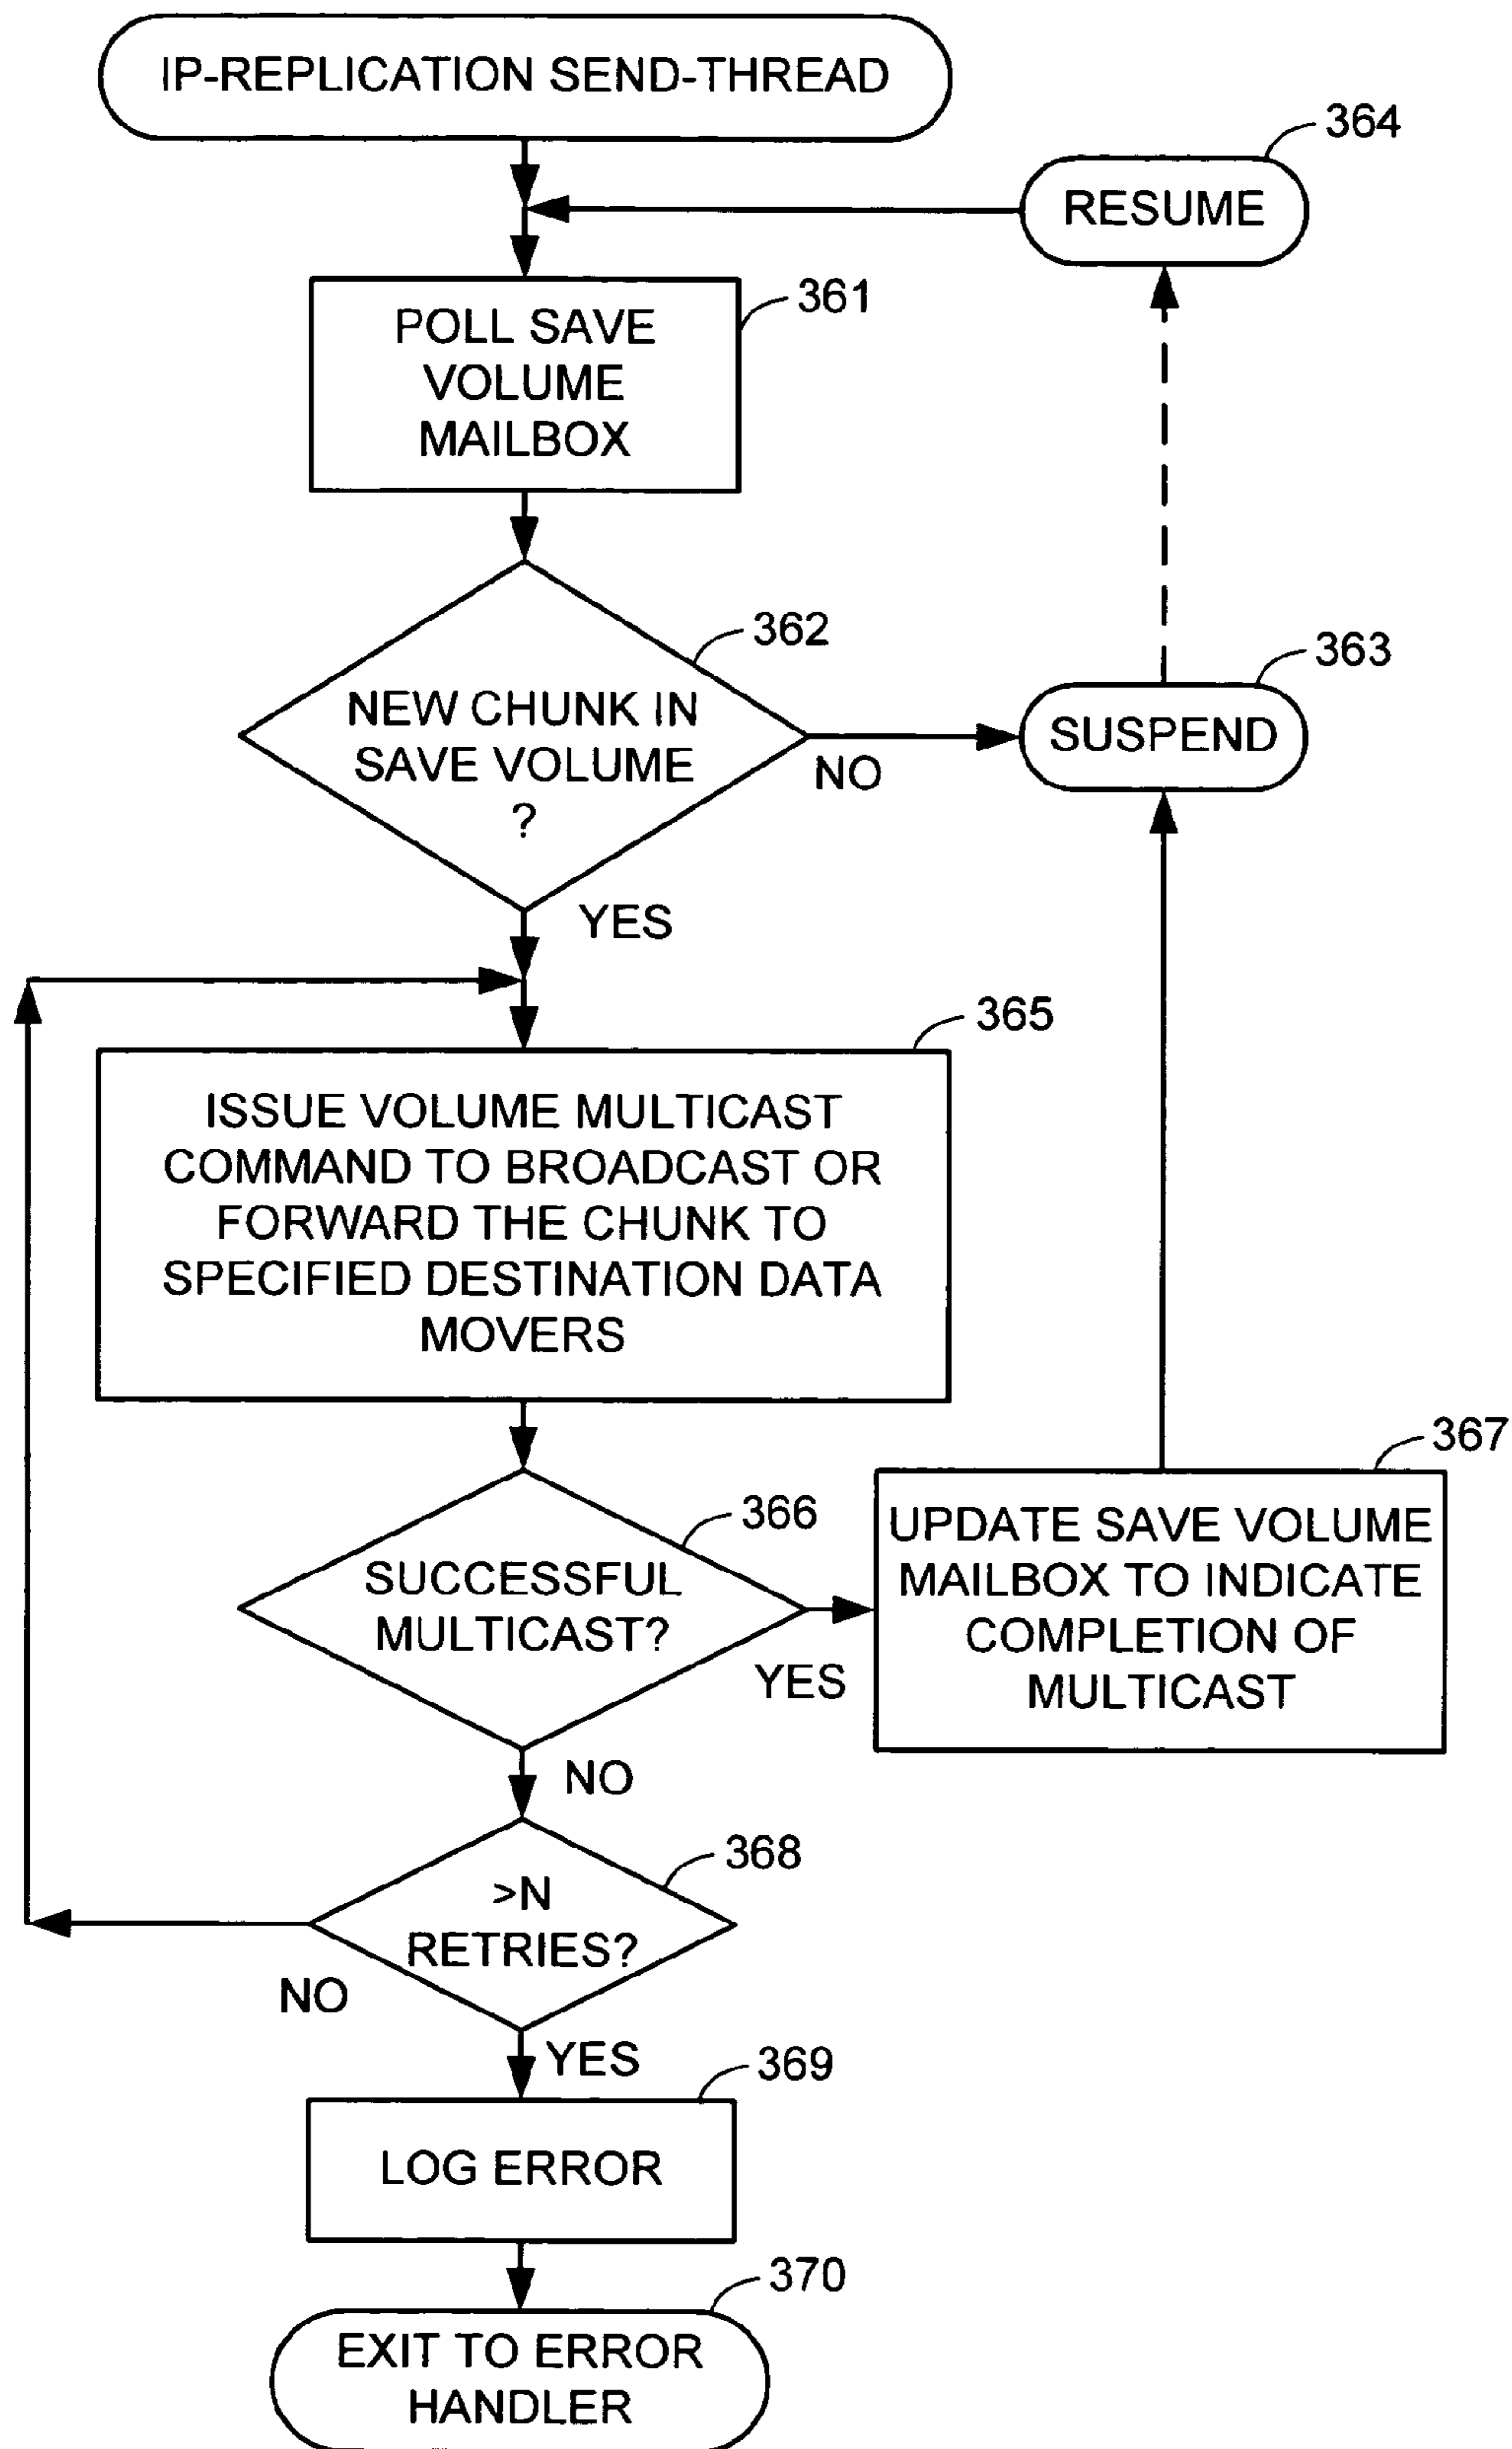 IP-REPLICATION SEND-THREAD
364
RESUME
361
POLL SAVE
VOLUME
MAILBOX
362
NEW CHUNK IN
SAVE VOLUME
?
NO
363
SUSPEND
YES
365
ISSUE VOLUME MULTICAST
COMMAND TO BROADCAST OR
FORWARD THE CHUNK TO
SPECIFIED DESTINATION DATA
MOVERS
366
SUCCESSFUL
MULTICAST?
YES
367
UPDATE SAVE VOLUME
MAILBOX TO INDICATE
COMPLETION OF
MULTICAST
NO
368
>N
RETRIES?
NO
YES
369
LOG ERROR
370
EXIT TO ERROR
HANDLER